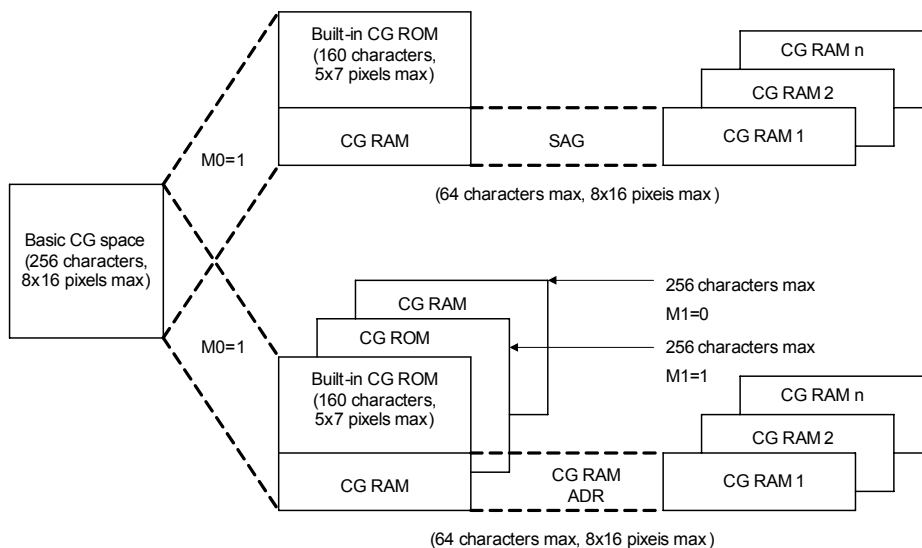 Built-in CG ROM
(160 characters,
5x7 pixels max)
CG RAM
M0=1
SAG
CG RAM n
CG RAM 2
CG RAM 1
(64 characters max, 8x16 pixeis max)
Basic CG space
(256 characters,
8x16 pixels max)
M0=1
CG RAM
CG ROM
Built-in CG ROM
(160 characters,
5x7 pixels max)
CG RAM
256 characters max
M1=0
256 characters max
M1=1
CG RAM
ADR
CG RAM n
CG RAM 2
CG RAM 1
(64 characters max, 8x16 pixeis max)